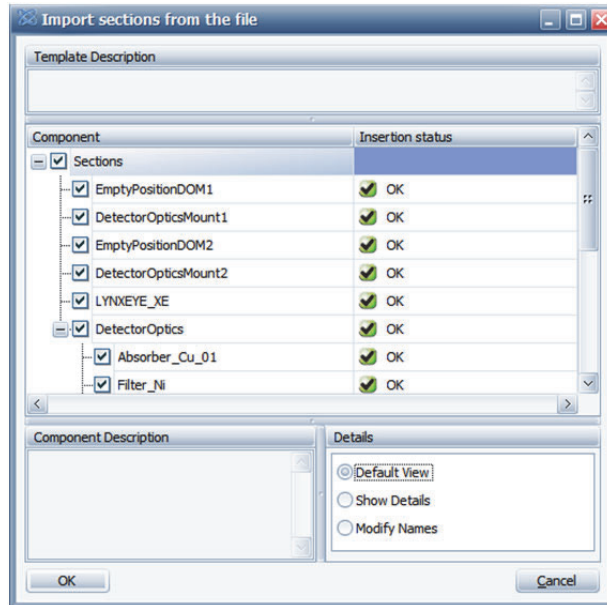 Import sections from the file
Template Description
Component Insertion status
Sections
EmptyPositionDOM1 OK
DetectorOpticsMount1 OK
EmptyPositionDOM2 OK
DetectorOpticsMount2 OK
LYNXEYE_XE OK
DetectorOptics OK
Absorber_Cu_01 OK
Filter_Ni OK
Component Description Details
Default View
Show Details
Modify Names
OK Cancel